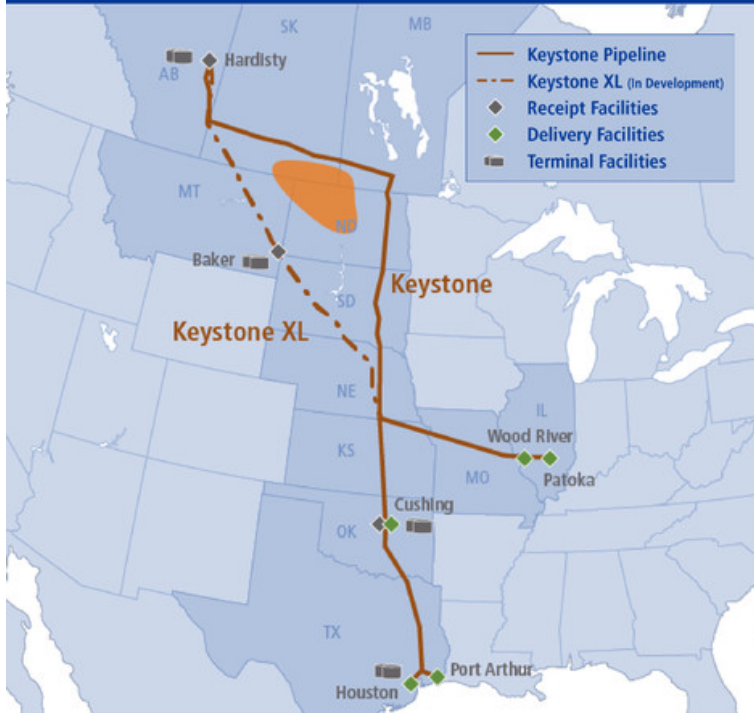 SK
MB
AB
Hardisty
Keystone Pipeline
Keystone XL (In Development)
Receipt Facilities
Delivery Facilities
Terminal Facilities
MT
ND
Baker
Keystone
SD
Keystone XL
NE
IL
Wood River
KS
MO
Patoka
Cushing
OK
TX
Port Arthur
Houston